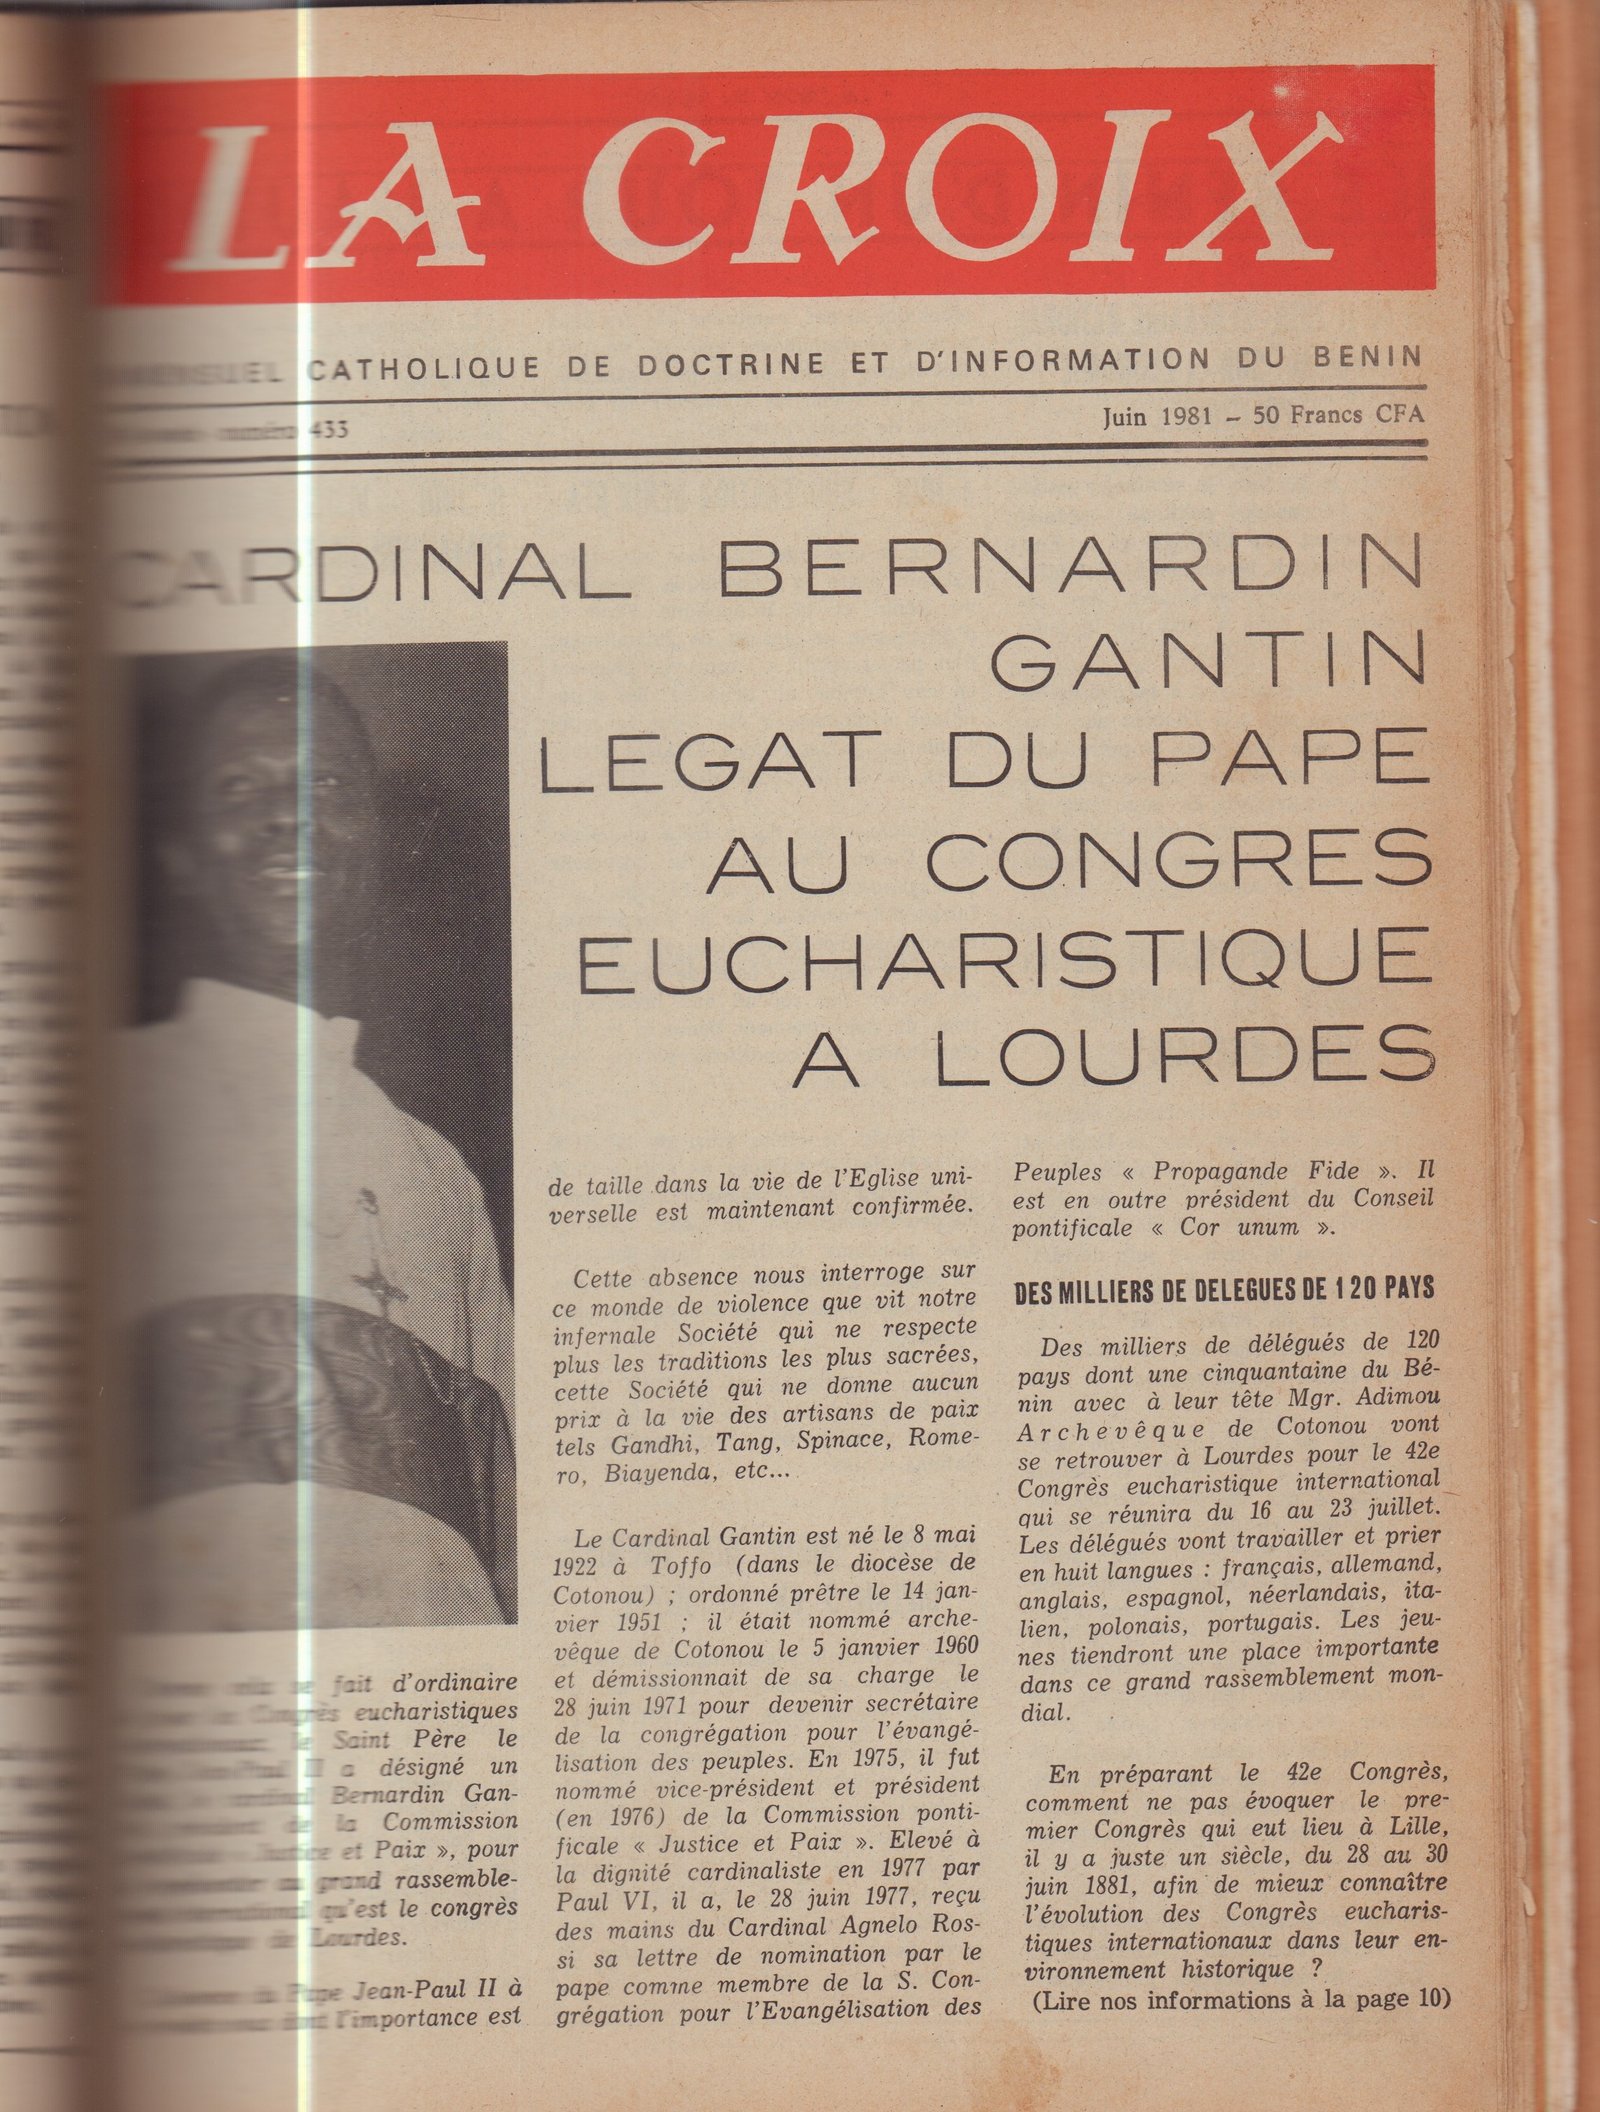 LA CROIX
MENSUEL CATHOLIQUE DE DOCTRINE ET D'INFORMATION DU BENIN
numéro 433
Juin 1981 – 50 Francs CFA
CARDINAL BERNARDIN
GANTIN
LEGAT DU PAPE
AU CONGRES
EUCHARISTIQUE
A LOURDES
se fait d'ordinaire
Congrès eucharistiques
le Saint Père le
II a désigné un
Bernardin Gan-
de la Commission
Justice et Paix », pour
au grand rassemble-
qu'est le congrès
de Lourdes.
du Pape Jean-Paul II à
dont l'importance est
de taille dans la vie de l'Eglise uni-
verselle est maintenant confirmée.
Cette absence nous interroge sur
ce monde de violence que vit notre
infernale Société qui ne respecte
plus les traditions les plus sacrées,
cette Société qui ne donne aucun
prix à la vie des artisans de paix
tels Gandhi, Tang, Spinace, Rome-
ro, Biayenda, etc...
Le Cardinal Gantin est né le 8 mai
1922 à Toffo (dans le diocèse de
Cotonou) ; ordonné prêtre le 14 jan-
vier 1951 ; il était nommé arche-
vêque de Cotonou le 5 janvier 1960
et démissionnait de sa charge le
28 juin 1971 pour devenir secrétaire
de la congrégation pour l'évangé-
lisation des peuples. En 1975, il fut
nommé vice-président et président
(en 1976) de la Commission ponti-
ficale « Justice et Paix ». Elevé à
la dignité cardinaliste en 1977 par
Paul VI, il a, le 28 juin 1977, reçu
des mains du Cardinal Agnelo Ros-
si sa lettre de nomination par le
pape comme membre de la S. Con-
grégation pour l'Evangélisation des
Peuples « Propagande Fide ». Il
est en outre président du Conseil
pontificale « Cor unum ».
DES MILLIERS DE DELEGUES DE 120 PAYS
Des milliers de délégués de 120
pays dont une cinquantaine du Bé-
nin avec à leur tête Mgr. Adimou
Archevêque de Cotonou vont
se retrouver à Lourdes pour le 42e
Congrès eucharistique international
qui se réunira du 16 au 23 juillet.
Les délégués vont travailler et prier
en huit langues : français, allemand,
anglais, espagnol, néerlandais, ita-
lien, polonais, portugais. Les jeu-
nes tiendront une place importante
dans ce grand rassemblement mon-
dial.
En préparant le 42e Congrès,
comment ne pas évoquer le pre-
mier Congrès qui eut lieu à Lille,
il y a juste un siècle, du 28 au 30
juin 1881, afin de mieux connaître
l'évolution des Congrès eucharis-
tiques internationaux dans leur en-
vironnement historique ?
(Lire nos informations à la page 10)